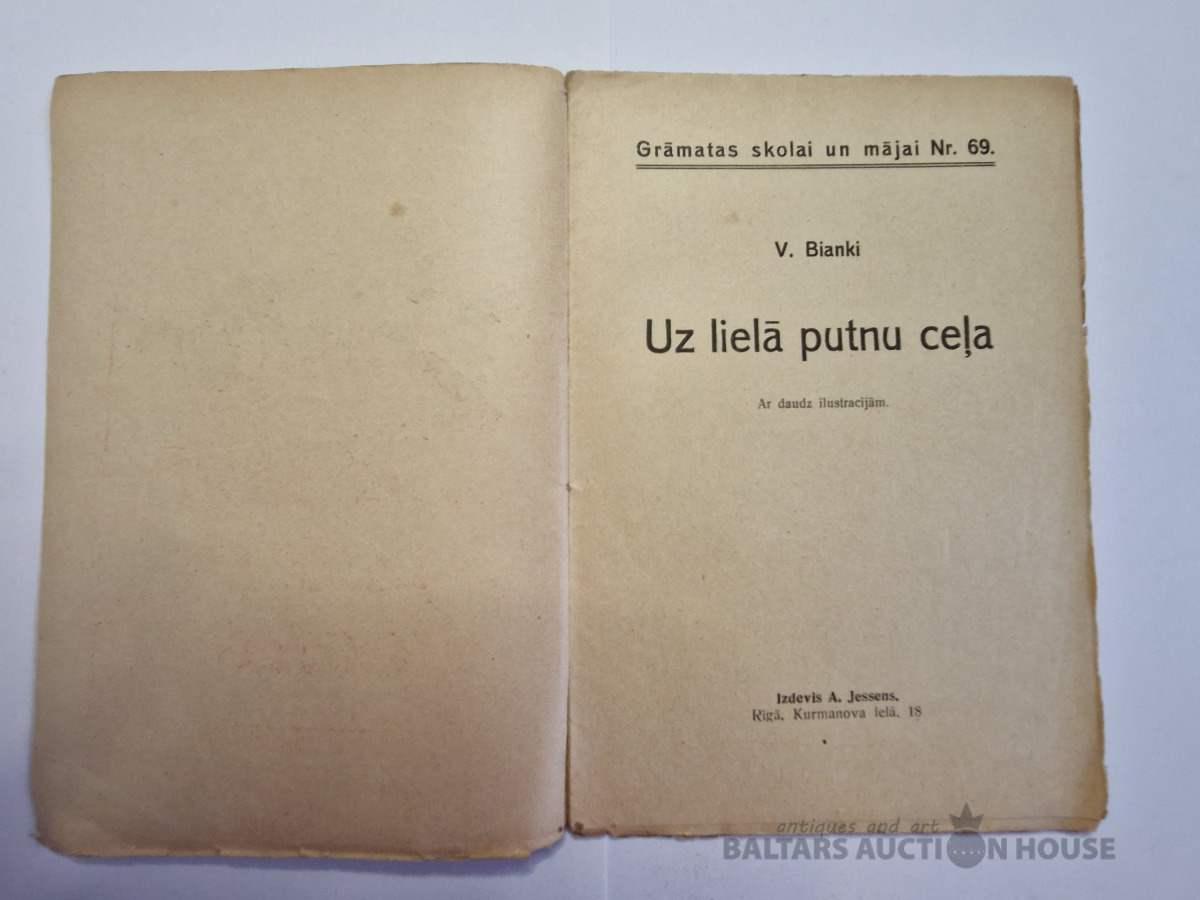 Grāmatas skolai un mājai Nr. 69.
V. Bianki
Uz lielā putnu ceļa
Ar daudz ilustracijām.
Izdevis A. Jessens,
Rīgā, Kurmanova ielā, 18
antiques and art
BALTARS AUCTION HOUSE